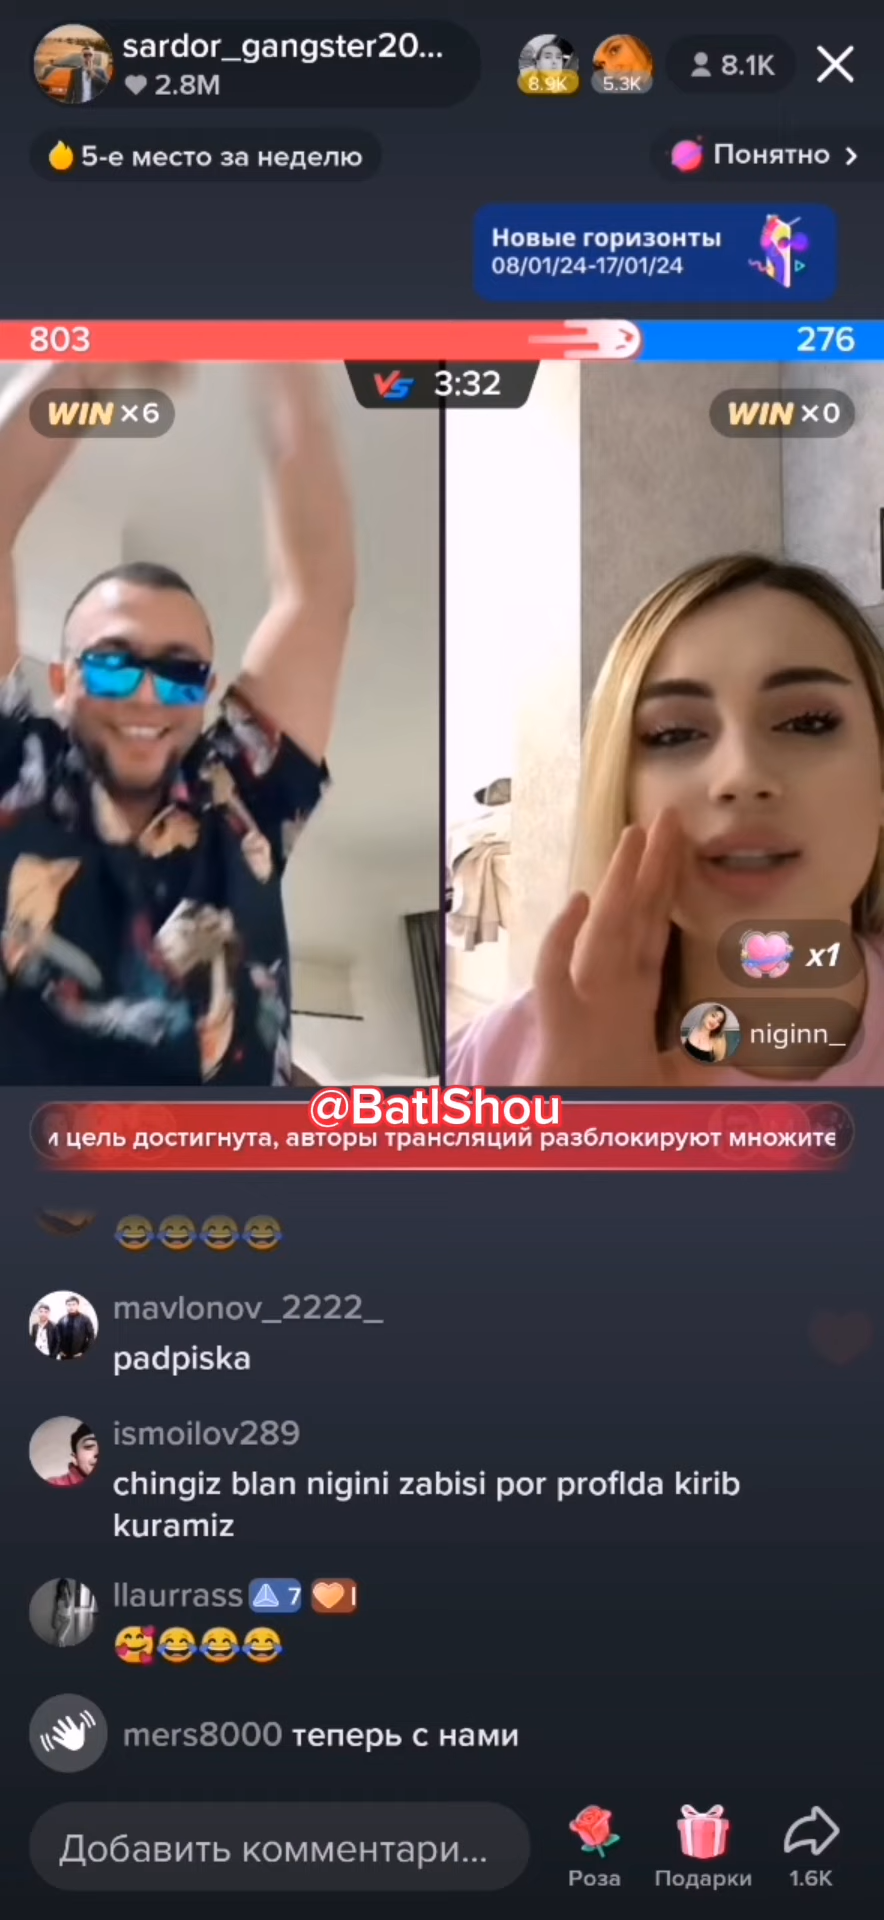 sardor_gangster20...
2.8M
8.9K
5.3K
8.1K
5-е место за неделю
Понятно
Новые горизонты
08/01/24-17/01/24
803
276
VS 3:32
WIN ×6
WIN ×0
x1
niginn_
@BatlShou
и цель достигнута, авторы трансляций разблокируют множите
mavlonov_2222_
padpiska
ismoilov289
chingiz blan nigini zabisi por proflda kirib
kuramiz
llaurrass 7 I
mers8000 теперь с нами
Добавить комментари...
Роза
Подарки
1.6K